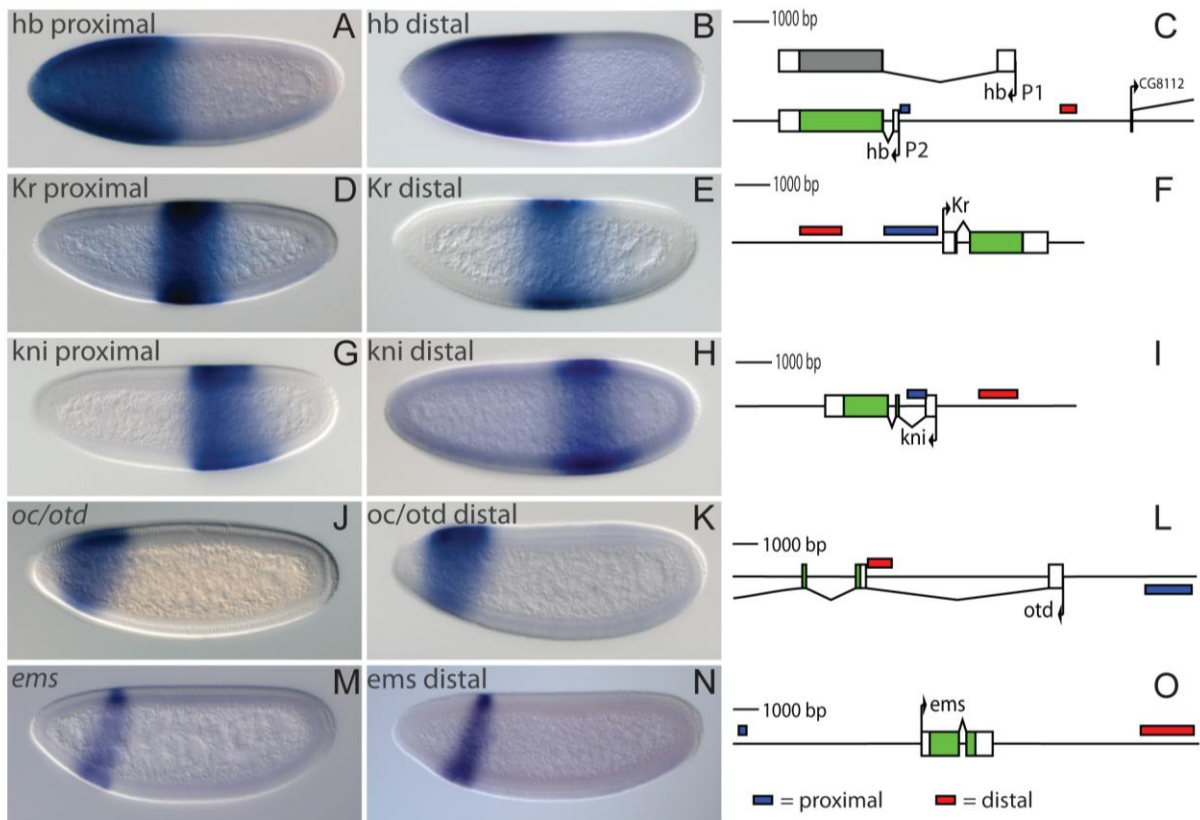 hb proximal A hb distal B 1000 bp C
hb P1
CG8112
hb P2
Kr proximal D Kr distal E 1000 bp F
Kr
kni proximal G kni distal H 1000 bp I
kni
oc/otd J oc/otd distal K 1000 bp L
otd
ems M ems distal N 1000 bp O
ems
= proximal = distal